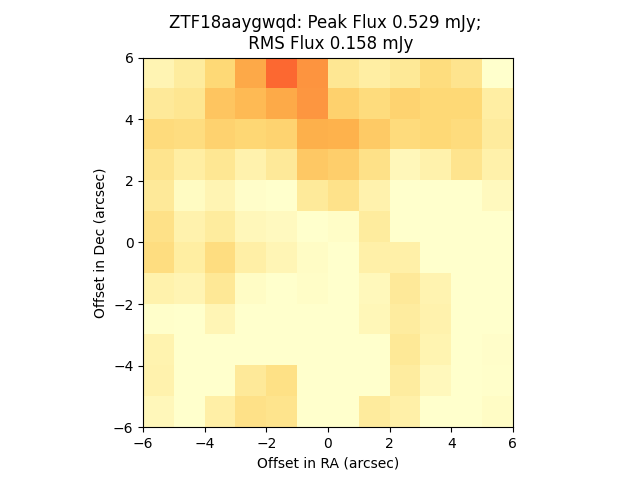 ZTF18aaygwqd: Peak Flux 0.529 mJy;
RMS Flux 0.158 mJy
6
4
2
0
−2
−4
−6
Offset in Dec (arcsec)
−6 −4 −2 0 2 4 6
Offset in RA (arcsec)